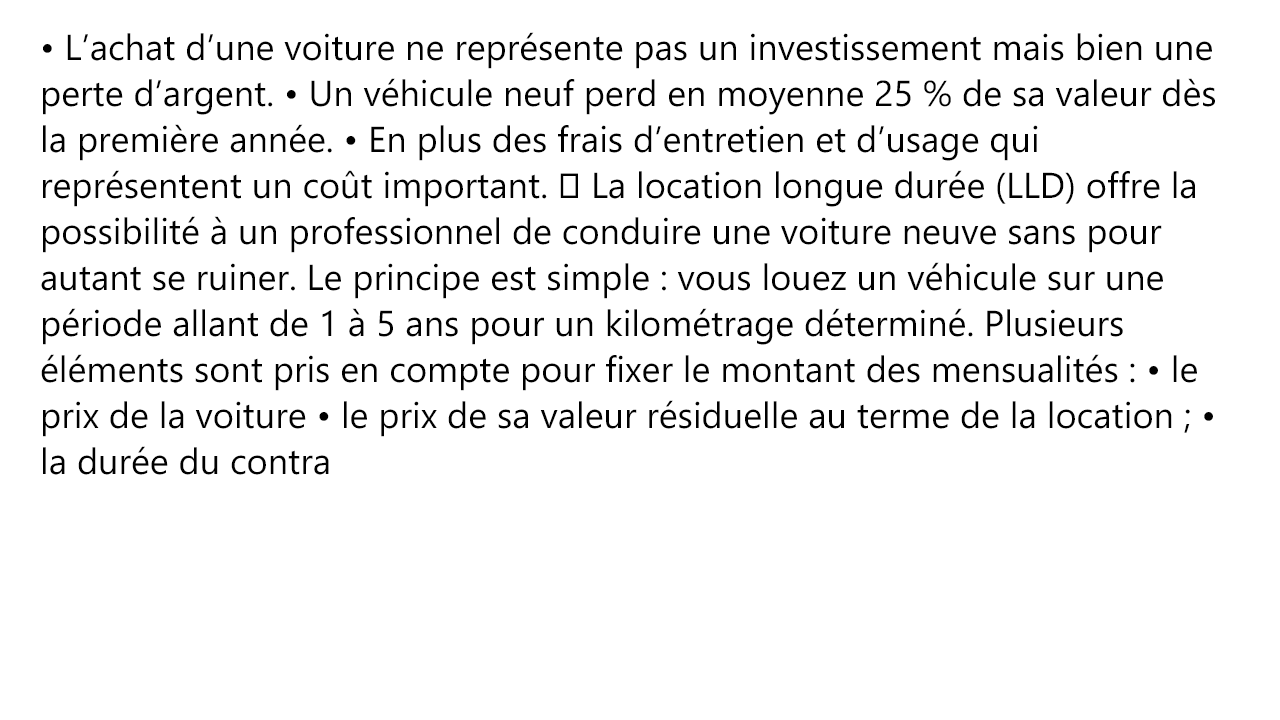 • L’achat d’une voiture ne représente pas un investissement mais bien une
perte d’argent. • Un véhicule neuf perd en moyenne 25 % de sa valeur dès
la première année. • En plus des frais d’entretien et d’usage qui
représentent un coût important. 🗆 La location longue durée (LLD) offre la
possibilité à un professionnel de conduire une voiture neuve sans pour
autant se ruiner. Le principe est simple : vous louez un véhicule sur une
période allant de 1 à 5 ans pour un kilométrage déterminé. Plusieurs
éléments sont pris en compte pour fixer le montant des mensualités : • le
prix de la voiture • le prix de sa valeur résiduelle au terme de la location ; •
la durée du contra